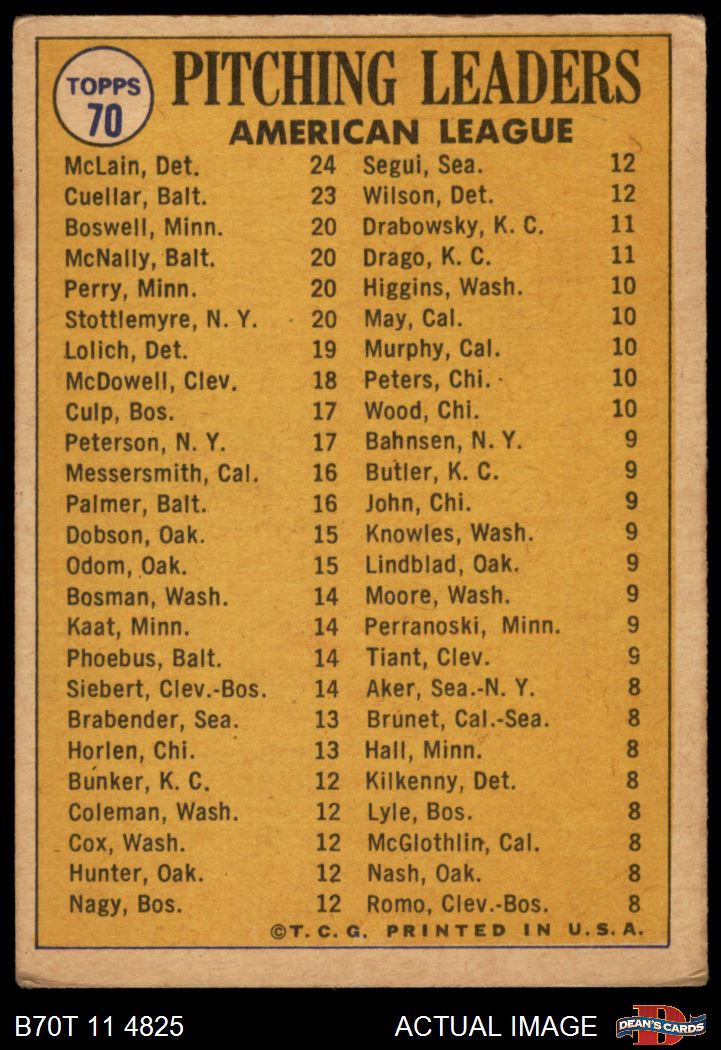 TOPPS
70
PITCHING LEADERS
AMERICAN LEAGUE
McLain, Det. 24 Segui, Sea. 12
Cuellar, Balt. 23 Wilson, Det. 12
Boswell, Minn. 20 Drabowsky, K. C. 11
McNally, Balt. 20 Drago, K. C. 11
Perry, Minn. 20 Higgins, Wash. 10
Stottlemyre, N. Y. 20 May, Cal. 10
Lolich, Det. 19 Murphy, Cal. 10
McDowell, Clev. 18 Peters, Chi. 10
Culp, Bos. 17 Wood, Chi. 10
Peterson, N. Y. 17 Bahnsen, N. Y. 9
Messersmith, Cal. 16 Butler, K. C. 9
Palmer, Balt. 16 John, Chi. 9
Dobson, Oak. 15 Knowles, Wash. 9
Odom, Oak. 15 Lindblad, Oak. 9
Bosman, Wash. 14 Moore, Wash. 9
Kaat, Minn. 14 Perranoski, Minn. 9
Phoebus, Balt. 14 Tiant, Clev. 9
Siebert, Clev.-Bos. 14 Aker, Sea.-N. Y. 8
Brabender, Sea. 13 Brunet, Cal.-Sea. 8
Horlen, Chi. 13 Hall, Minn. 8
Bunker, K. C. 12 Kilkenny, Det. 8
Coleman, Wash. 12 Lyle, Bos. 8
Cox, Wash. 12 McGlothlin, Cal. 8
Hunter, Oak. 12 Nash, Oak. 8
Nagy, Bos. 12 Romo, Clev.-Bos. 8
©T. C. G. PRINTED IN U. S. A.
B70T 11 4825 ACTUAL IMAGE
D
DEAN'S CARDS